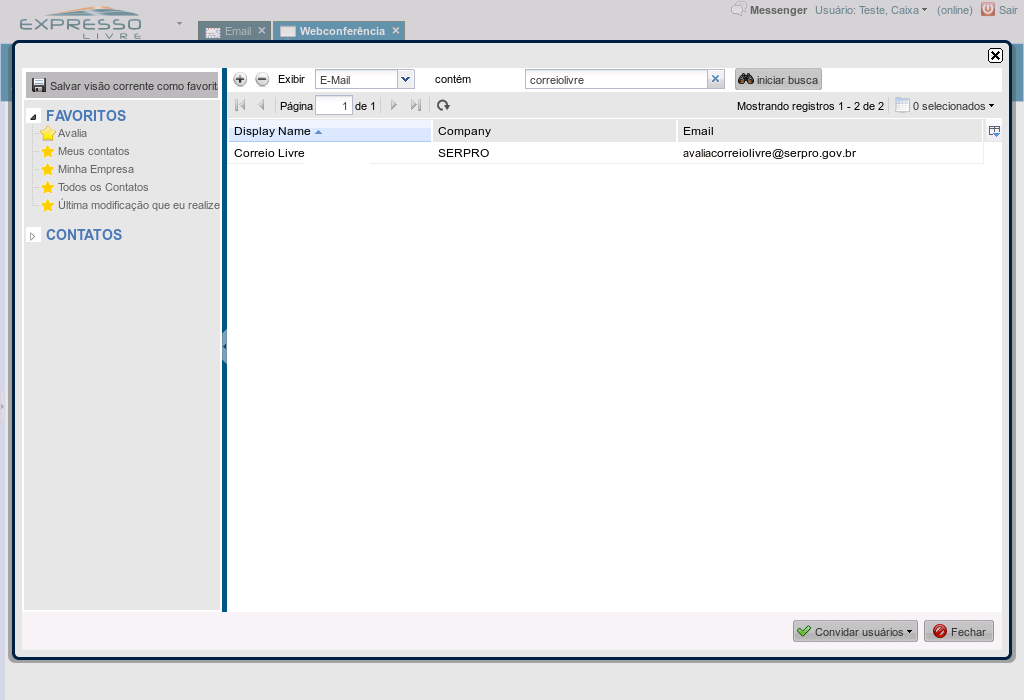 EXPRESSO
LIVRE
Email
Webconferência
Messenger Usuário: Teste, Caixa (online) Sair
Salvar visão corrente como favorit
Exibir E-Mail contém correiolivre iniciar busca
Página 1 de 1
Mostrando registros 1 - 2 de 2 0 selecionados
FAVORITOS
Avalia
Meus contatos
Minha Empresa
Todos os Contatos
Última modificação que eu realize
CONTATOS
Display Name Company Email
Correio Livre SERPRO avaliacorreiolivre@serpro.gov.br
Convidar usuários Fechar